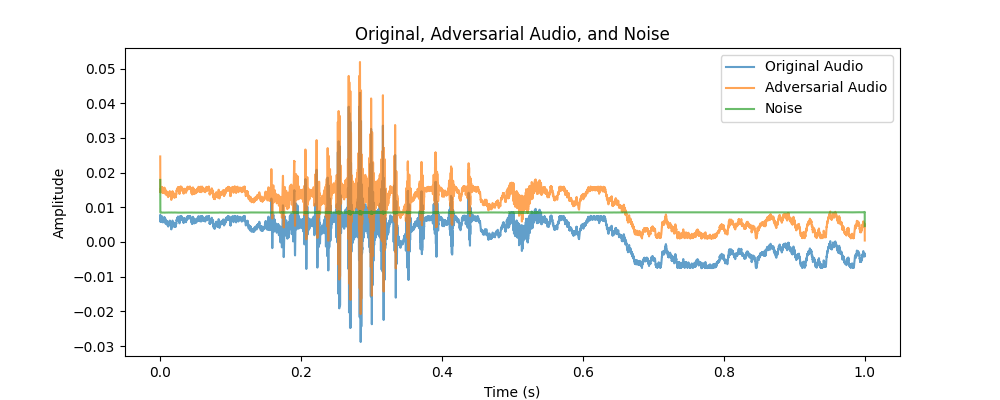 Original, Adversarial Audio, and Noise
Original Audio
Adversarial Audio
Noise
Amplitude
0.05
0.04
0.03
0.02
0.01
0.00
−0.01
−0.02
−0.03
0.0
0.2
0.4
0.6
0.8
1.0
Time (s)